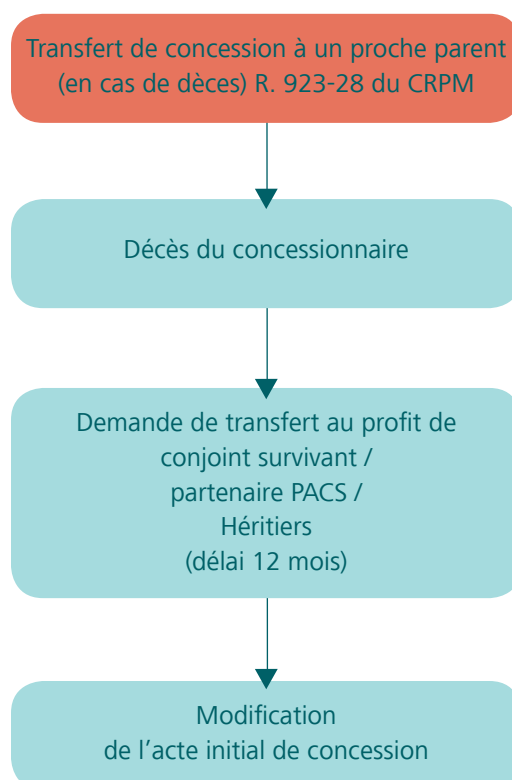 Transfert de concession à un proche parent
(en cas de dèces) R. 923-28 du CRPM
Décès du concessionnaire
Demande de transfert au profit de
conjoint survivant /
partenaire PACS /
Héritiers
(délai 12 mois)
Modification
de l’acte initial de concession